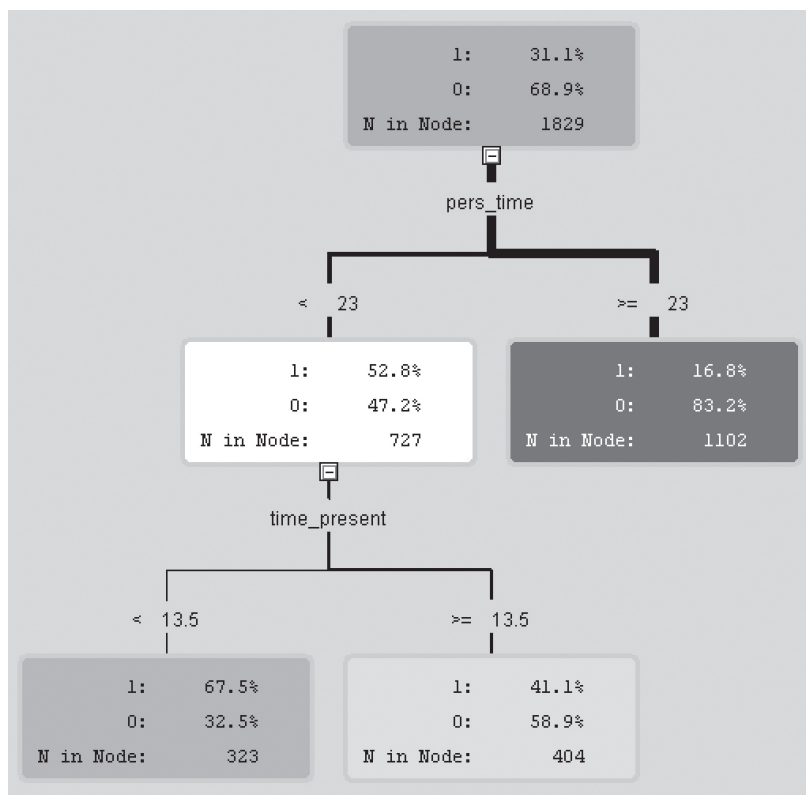 1: 31.1%
0: 68.9%
N in Node: 1829
pers_time
< 23
>= 23
1: 52.8%
0: 47.2%
N in Node: 727
1: 16.8%
0: 83.2%
N in Node: 1102
time_present
< 13.5
>= 13.5
1: 67.5%
0: 32.5%
N in Node: 323
1: 41.1%
0: 58.9%
N in Node: 404